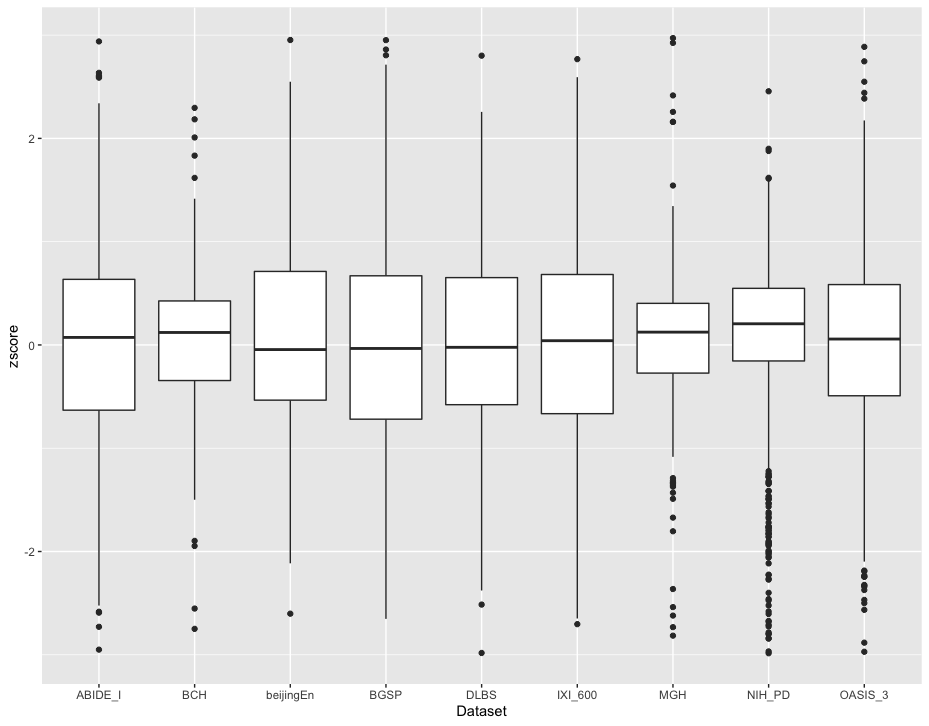 zscore
2
0
-2
ABIDE_I BCH beijingEn BGSP DLBS IXI_600 MGH NIH_PD OASIS_3
Dataset